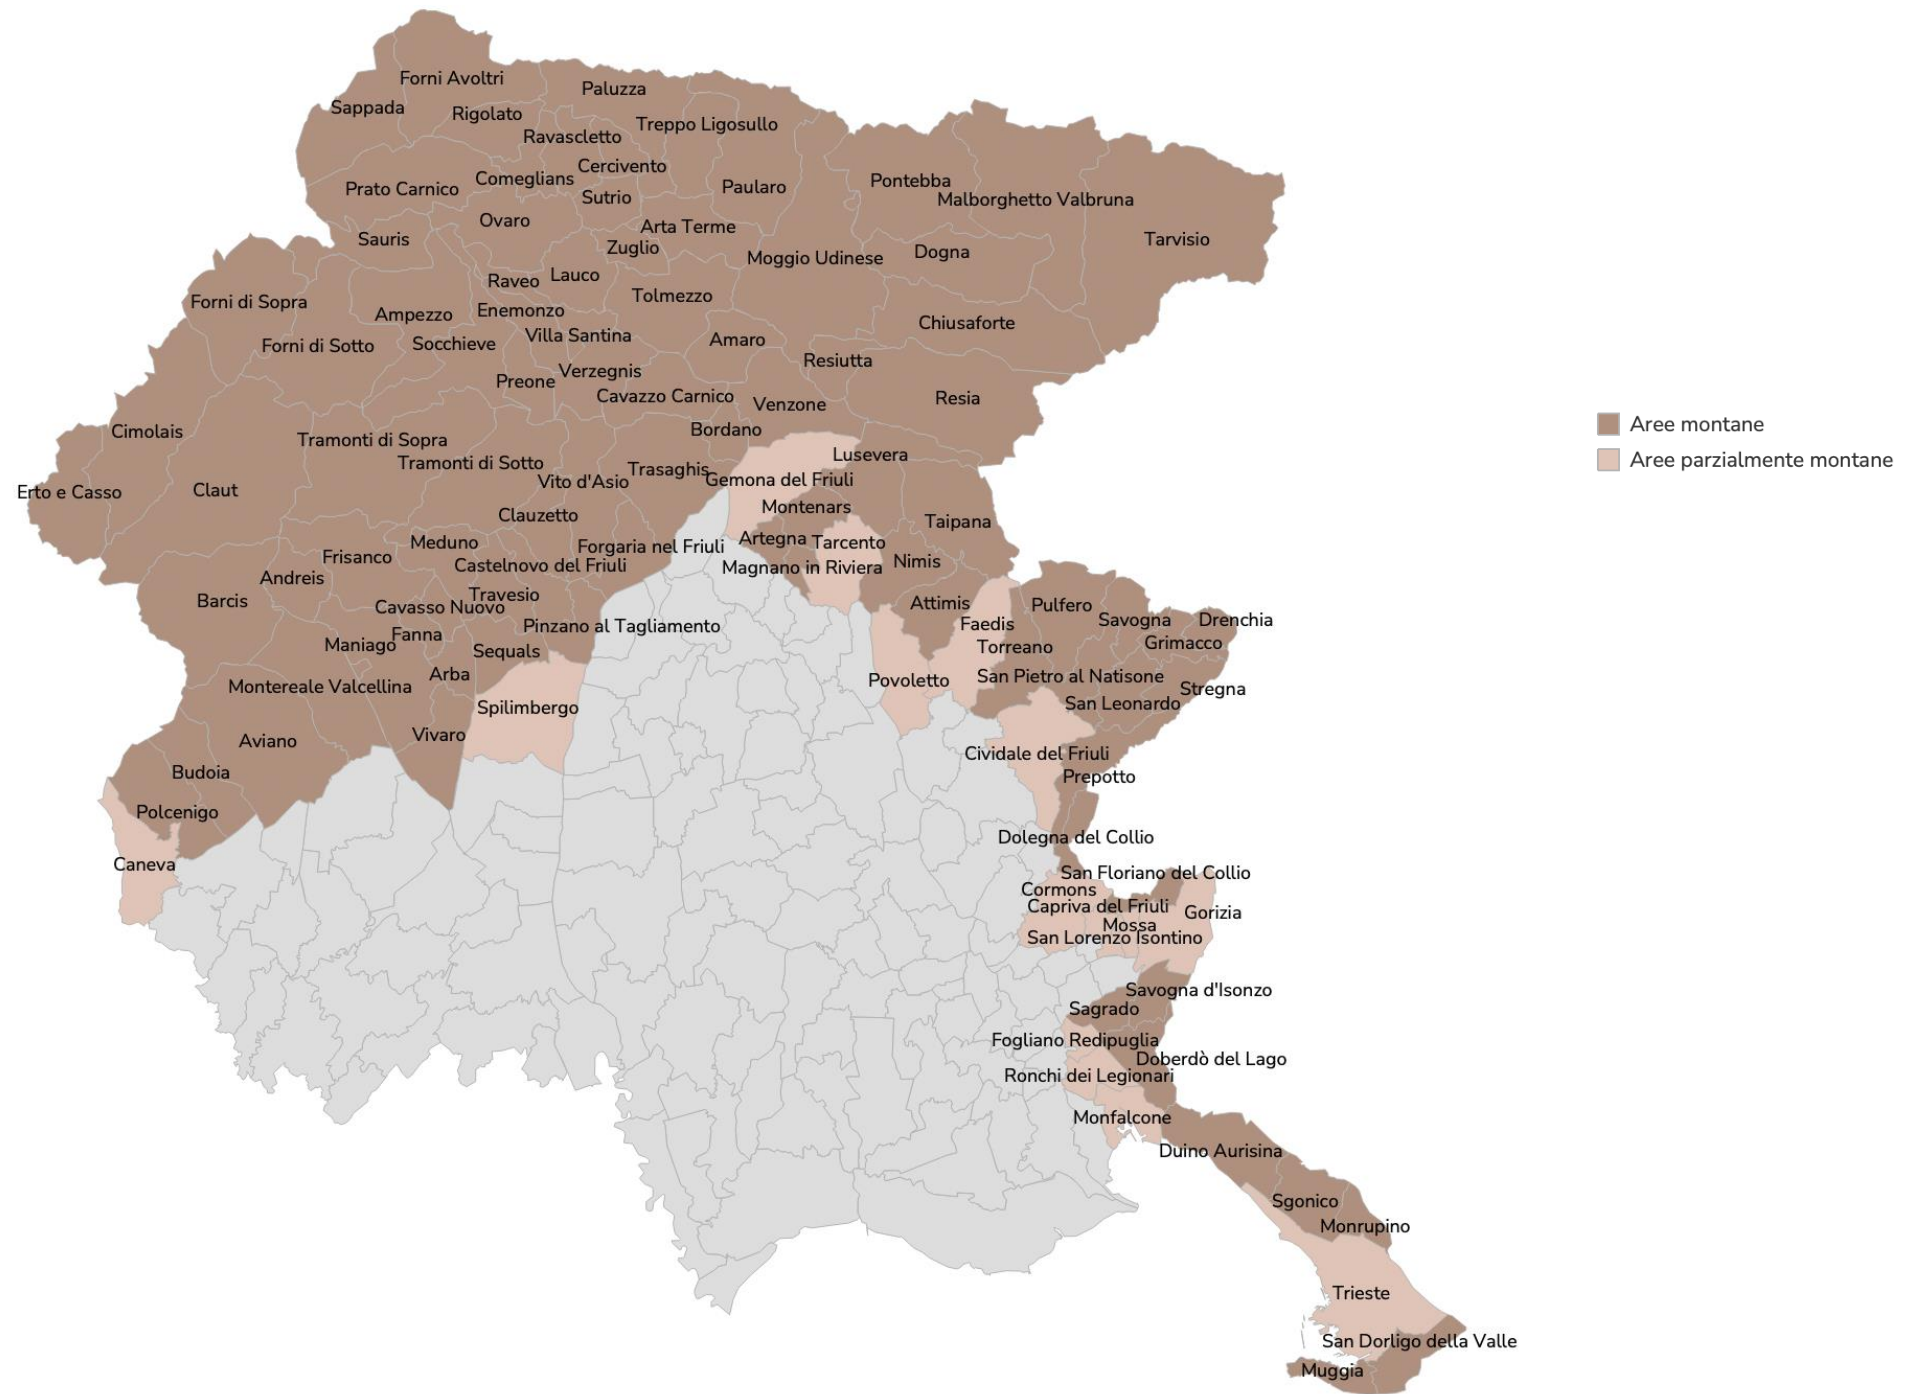 Forni Avoltri
Paluzza
Sappada
Rigolato
Treppo Ligosullo
Ravascletto
Cercivento
Comeglians
Prato Carnico
Paularo
Pontebba
Malborghetto Valbruna
Sutrio
Ovaro
Arta Terme
Sauris
Zuglio
Tarvisio
Dogna
Moggio Udinese
Lauco
Raveo
Tolmezzo
Forni di Sopra
Enemonzo
Ampezzo
Chiusaforte
Villa Santina
Amaro
Socchieve
Forni di Sotto
Resiutta
Verzegnis
Preone
Cavazzo Carnico
Resia
Venzone
Aree montane
Bordano
Cimolais
Tramonti di Sopra
Lusevera
Aree parzialmente montane
Tramonti di Sotto
Trasaghis
Gemona del Friuli
Vito d'Asio
Claut
Erto e Casso
Montenars
Clauzetto
Taipana
Artegna
Tarcento
Meduno
Forgaria nel Friuli
Frisanco
Nimis
Castelnovo del Friuli
Magnano in Riviera
Andreis
Travesio
Barcis
Attimis
Pulfero
Cavasso Nuovo
Savogna
Drenchia
Faedis
Pinzano al Tagliamento
Fanna
Grimacco
Maniago
Torreano
Sequals
Arba
San Pietro al Natisone
Povoletto
Montereale Valcellina
Stregna
San Leonardo
Spilimbergo
Vivaro
Aviano
Cividale del Friuli
Budoia
Prepotto
Polcenigo
Dolegna del Collio
Caneva
San Floriano del Collio
Cormons
Capriva del Friuli
Gorizia
Mossa
San Lorenzo Isontino
Savogna d'Isonzo
Sagrado
Fogliano Redipuglia
Doberdò del Lago
Ronchi dei Legionari
Monfalcone
Duino Aurisina
Sgonico
Monrupino
Trieste
San Dorligo della Valle
Muggia